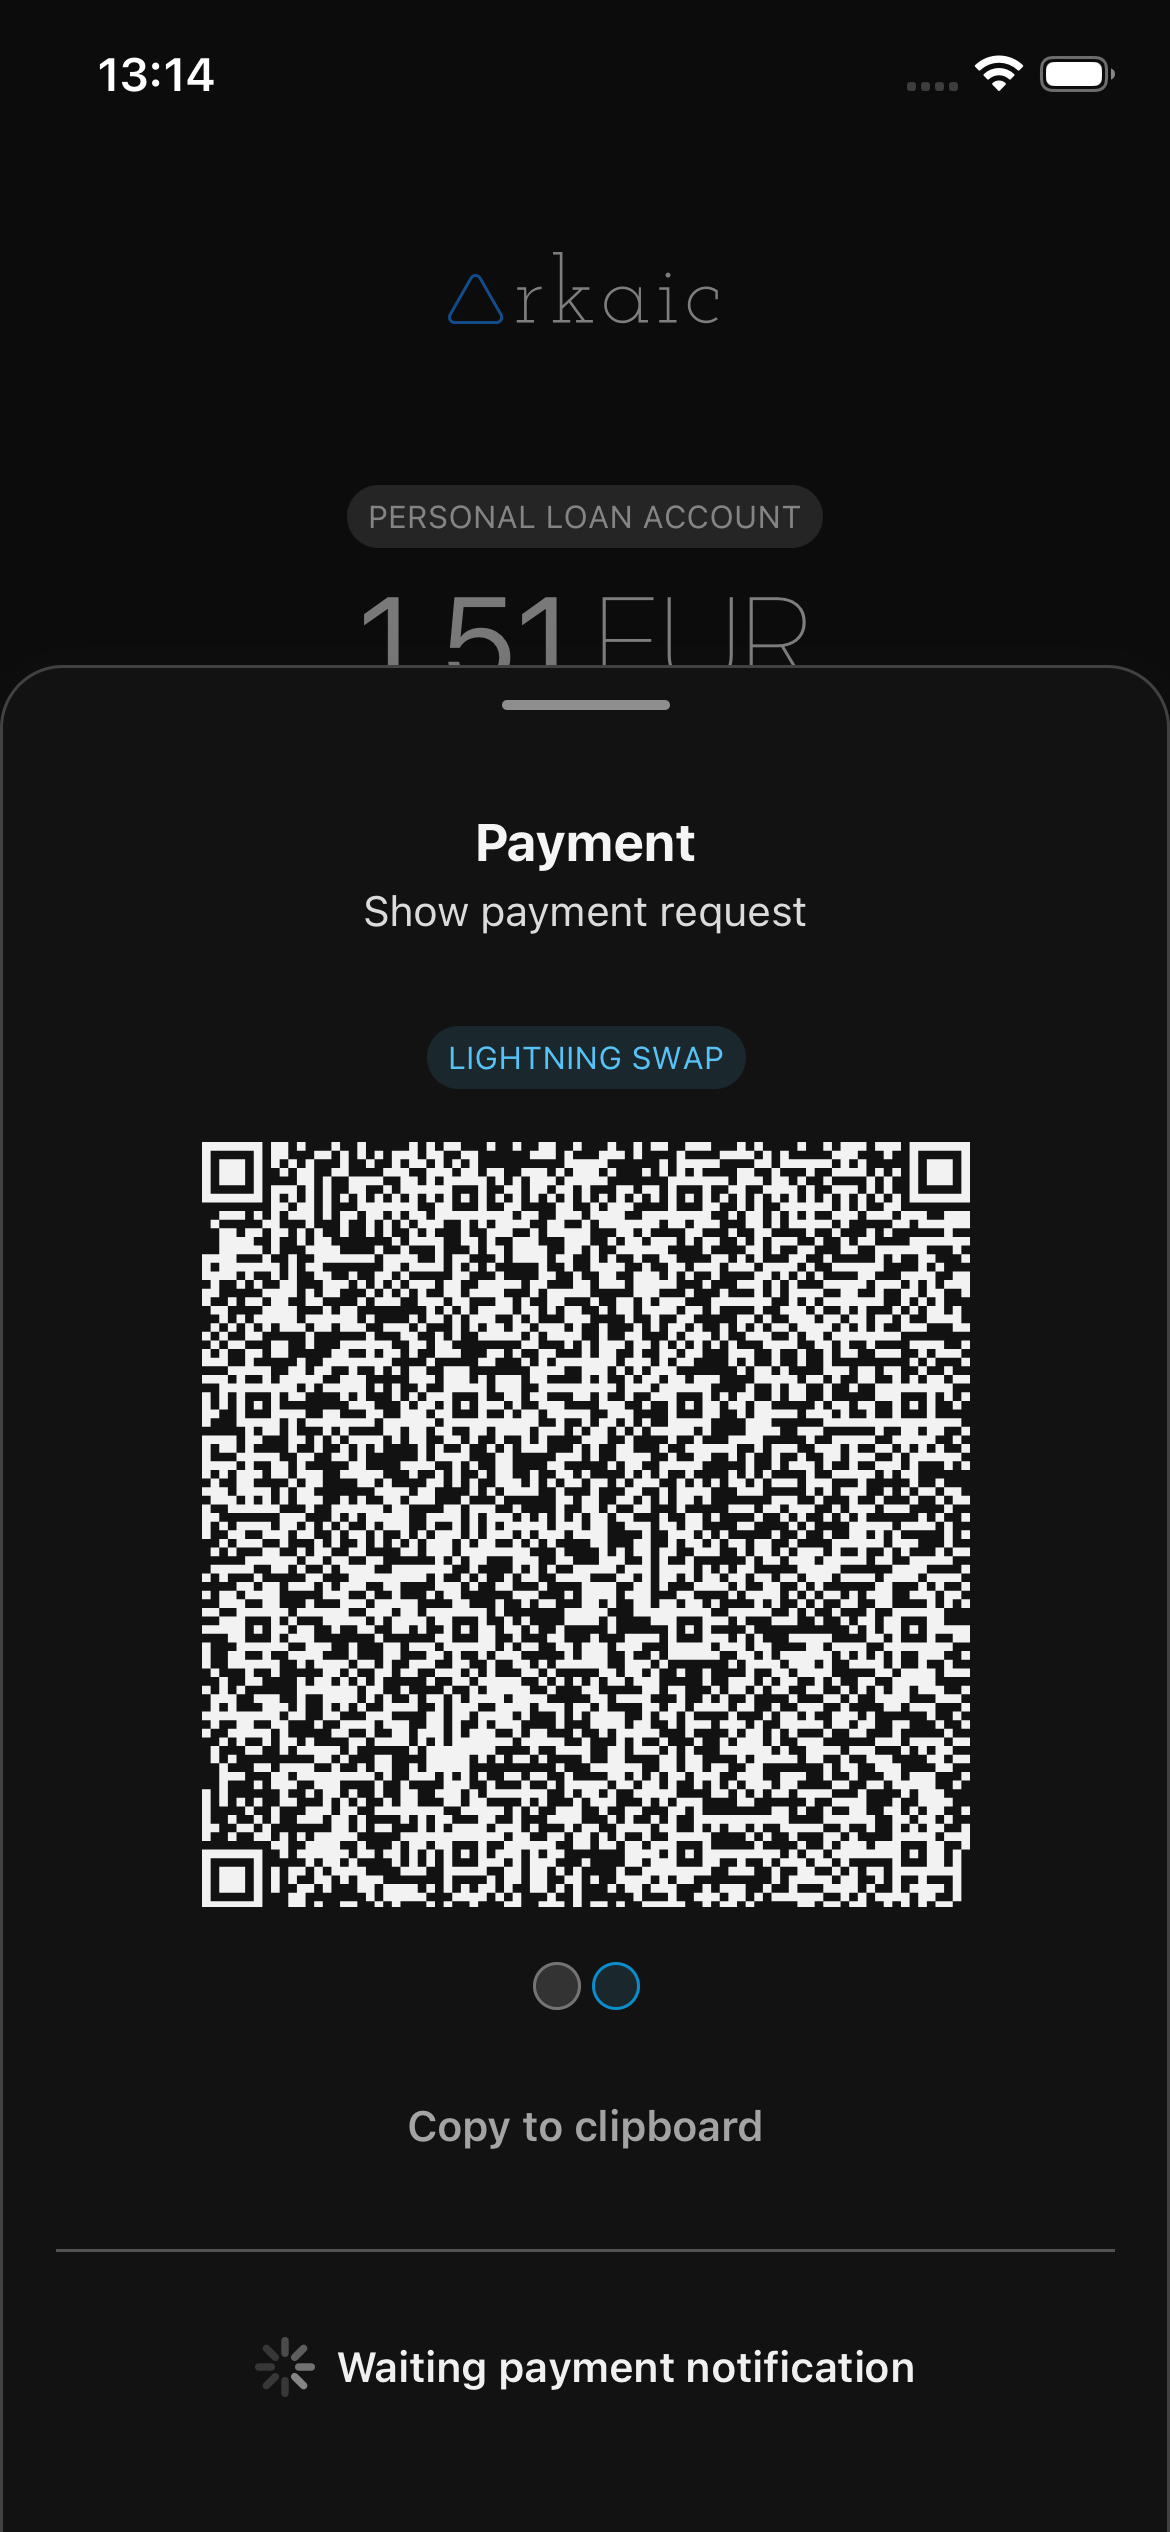 13:14
rkaic
PERSONAL LOAN ACCOUNT
1 51 EUR
Payment
Show payment request
LIGHTNING SWAP
Copy to clipboard
Waiting payment notification